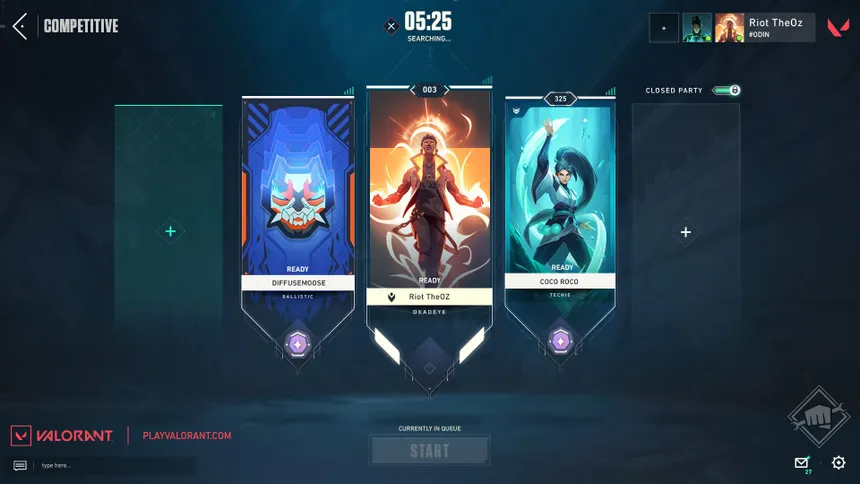 COMPETITIVE
05:25
SEARCHING...
Riot TheOz
#ODIN
CLOSED PARTY
003
325
READY
DIFFUSEMOOSE
BALLISTIC
READY
Riot TheOZ
DEADEYE
READY
COCO ROCO
TECHIE
VALORANT
PLAYVALORANT.COM
CURRENTLY IN QUEUE
START
type here...
27